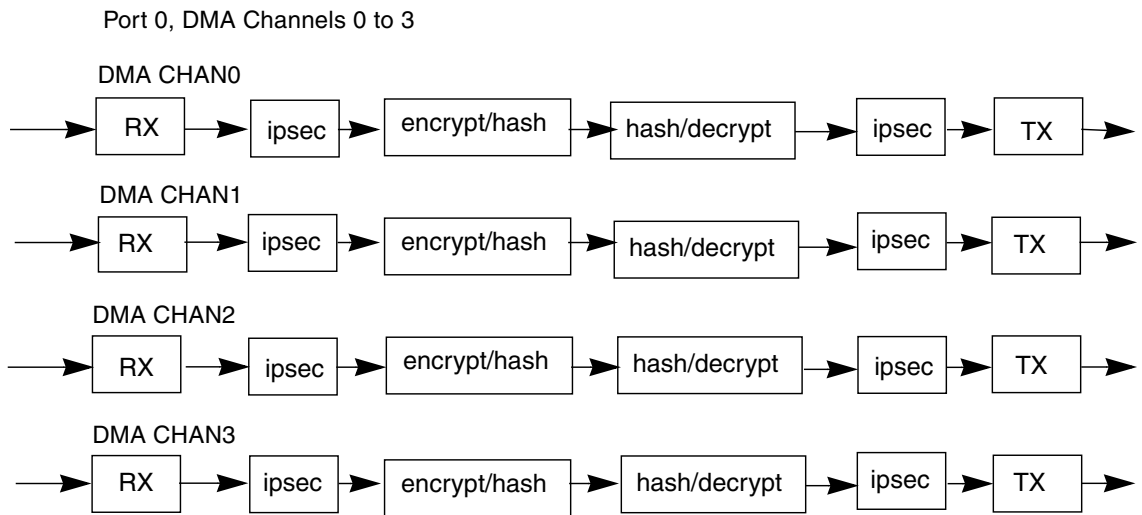 Port 0, DMA Channels 0 to 3
DMA CHAN0
RX ipsec encrypt/hash hash/decrypt ipsec TX
DMA CHAN1
RX ipsec encrypt/hash hash/decrypt ipsec TX
DMA CHAN2
RX ipsec encrypt/hash hash/decrypt ipsec TX
DMA CHAN3
RX ipsec encrypt/hash hash/decrypt ipsec TX